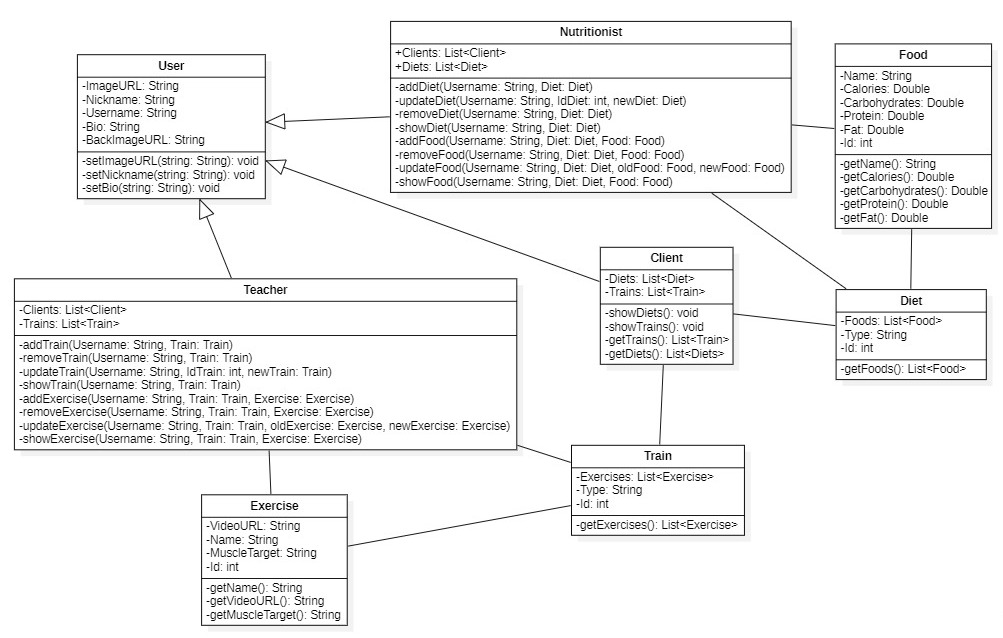 User
-ImageURL: String
-Nickname: String
-Username: String
-Bio: String
-BackImageURL: String
-setImageURL(string: String): void
-setNickname(string: String): void
-setBio(string: String): void
Nutritionist
+Clients: List<Client>
+Diets: List<Diet>
-addDiet(Username: String, Diet: Diet)
-updateDiet(Username: String, IdDiet: int, newDiet: Diet)
-removeDiet(Username: String, Diet: Diet)
-showDiet(Username: String, Diet: Diet)
-addFood(Username: String, Diet: Diet, Food: Food)
-removeFood(Username: String, Diet: Diet, Food: Food)
-updateFood(Username: String, Diet: Diet, oldFood: Food, newFood: Food)
-showFood(Username: String, Diet: Diet, Food: Food)
Food
-Name: String
-Calories: Double
-Carbohydrates: Double
-Protein: Double
-Fat: Double
-Id: int
-getName(): String
-getCalories(): Double
-getCarbohydrates(): Double
-getProtein(): Double
-getFat(): Double
Client
-Diets: List<Diet>
-Trains: List<Train>
-showDiets(): void
-showTrains(): void
-getTrains(): List<Train>
-getDiets(): List<Diets>
Teacher
-Clients: List<Client>
-Trains: List<Train>
-addTrain(Username: String, Train: Train)
-removeTrain(Username: String, Train: Train)
-updateTrain(Username: String, IdTrain: int, newTrain: Train)
-showTrain(Username: String, Train: Train)
-addExercise(Username: String, Train: Train, Exercise: Exercise)
-removeExercise(Username: String, Train: Train, Exercise: Exercise)
-updateExercise(Username: String, Train: Train, oldExercise: Exercise, newExercise: Exercise)
-showExercise(Username: String, Train: Train, Exercise: Exercise)
Diet
-Foods: List<Food>
-Type: String
-Id: int
-getFoods(): List<Food>
Train
-Exercises: List<Exercise>
-Type: String
-Id: int
-getExercises(): List<Exercise>
Exercise
-VideoURL: String
-Name: String
-MuscleTarget: String
-Id: int
-getName(): String
-getVideoURL(): String
-getMuscleTarget(): String